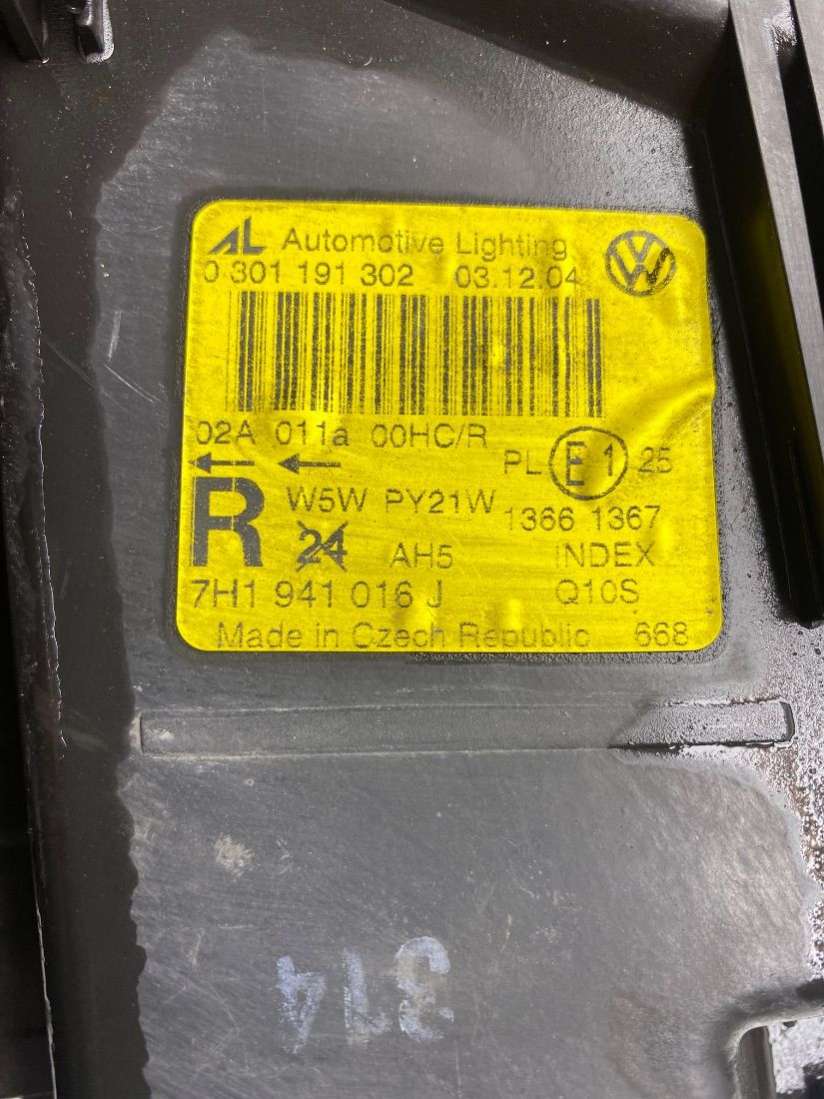 AL Automotive Lighting
0 301 191 302 03.12.04
02A 011a 00HC/R
PL E1 25
R W5W PY21W 1366 1367
24 AH5 INDEX
7H1 941 016 J Q10S
Made in Czech Republic 668
314